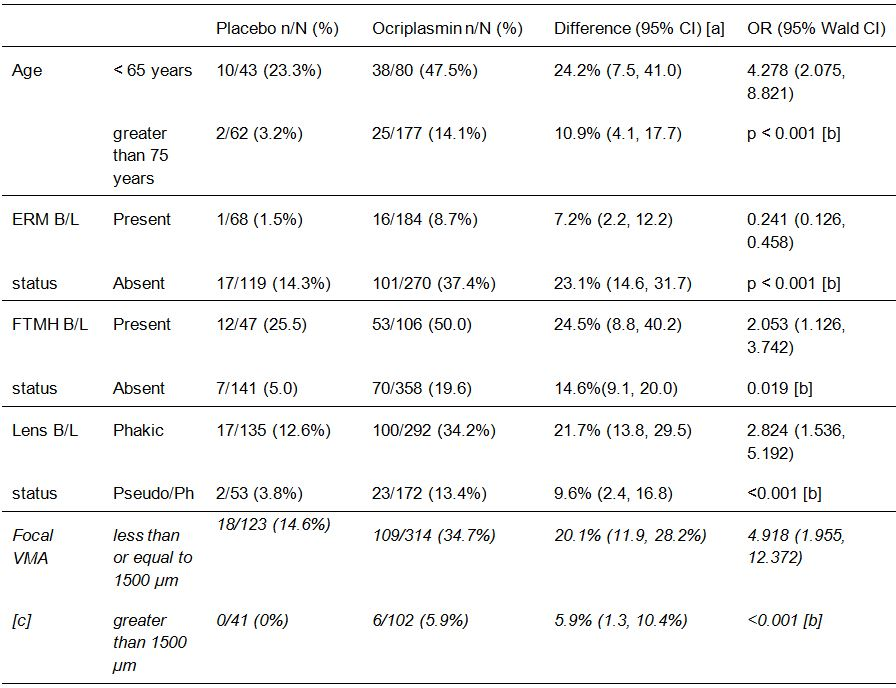 Placebo n/N (%) Ocriplasmin n/N (%) Difference (95% CI) [a] OR (95% Wald CI)
Age < 65 years 10/43 (23.3%) 38/80 (47.5%) 24.2% (7.5, 41.0) 4.278 (2.075,
8.821)
greater 2/62 (3.2%) 25/177 (14.1%) 10.9% (4.1, 17.7) p < 0.001 [b]
than 75
years
ERM B/L Present 1/68 (1.5%) 16/184 (8.7%) 7.2% (2.2, 12.2) 0.241 (0.126,
0.458)
status Absent 17/119 (14.3%) 101/270 (37.4%) 23.1% (14.6, 31.7) p < 0.001 [b]
FTMH B/L Present 12/47 (25.5) 53/106 (50.0) 24.5% (8.8, 40.2) 2.053 (1.126,
3.742)
status Absent 7/141 (5.0) 70/358 (19.6) 14.6%(9.1, 20.0) 0.019 [b]
Lens B/L Phakic 17/135 (12.6%) 100/292 (34.2%) 21.7% (13.8, 29.5) 2.824 (1.536,
5.192)
status Pseudo/Ph 2/53 (3.8%) 23/172 (13.4%) 9.6% (2.4, 16.8) <0.001 [b]
Focal less than 18/123 (14.6%) 109/314 (34.7%) 20.1% (11.9, 28.2%) 4.918 (1.955,
VMA or equal to 12.372)
1500 µm
[c] greater 0/41 (0%) 6/102 (5.9%) 5.9% (1.3, 10.4%) <0.001 [b]
than 1500
µm